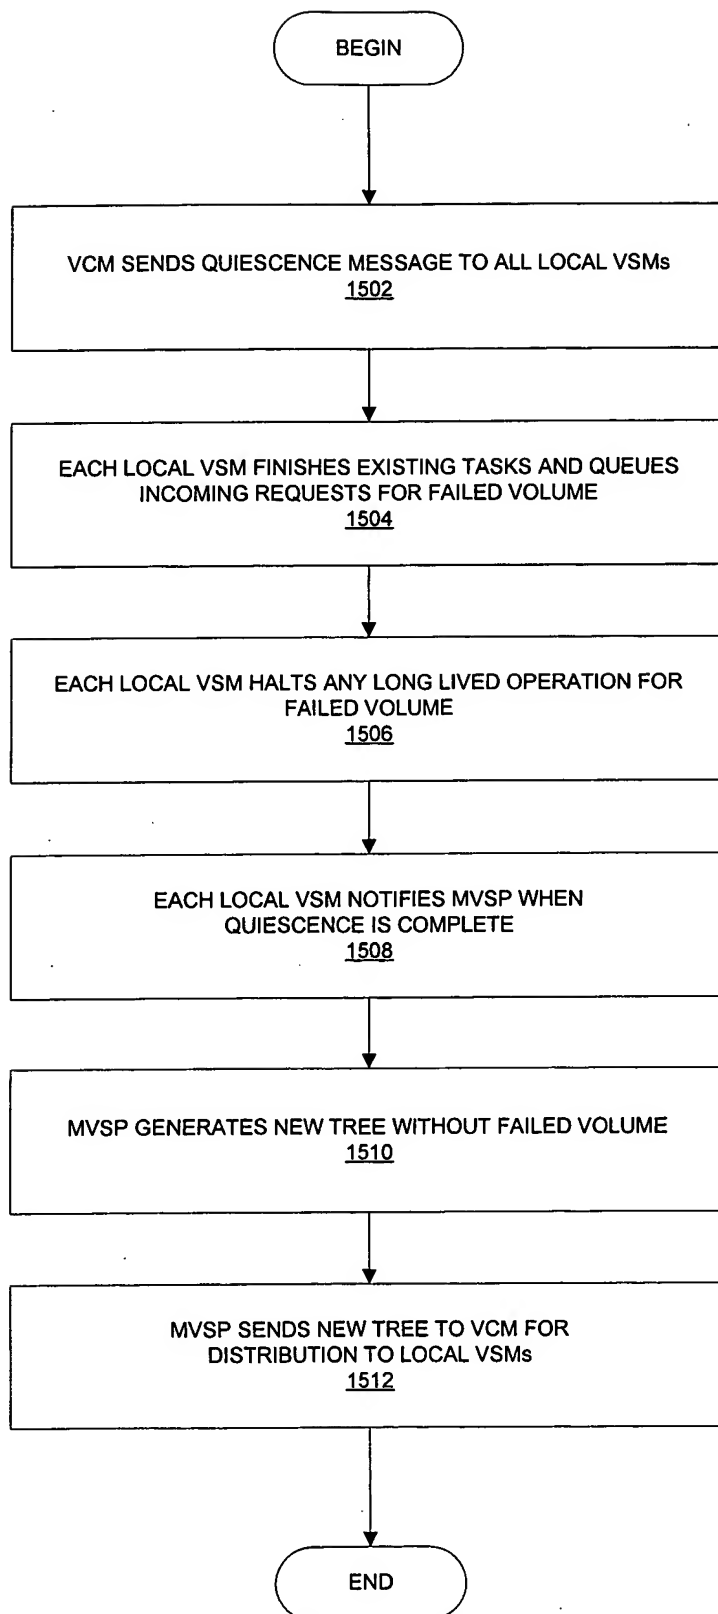 BEGIN
VCM SENDS QUIESCENCE MESSAGE TO ALL LOCAL VSMs
1502
EACH LOCAL VSM FINISHES EXISTING TASKS AND QUEUES
INCOMING REQUESTS FOR FAILED VOLUME
1504
EACH LOCAL VSM HALTS ANY LONG LIVED OPERATION FOR
FAILED VOLUME
1506
EACH LOCAL VSM NOTIFIES MVSP WHEN
QUIESCENCE IS COMPLETE
1508
MVSP GENERATES NEW TREE WITHOUT FAILED VOLUME
1510
MVSP SENDS NEW TREE TO VCM FOR
DISTRIBUTION TO LOCAL VSMs
1512
END